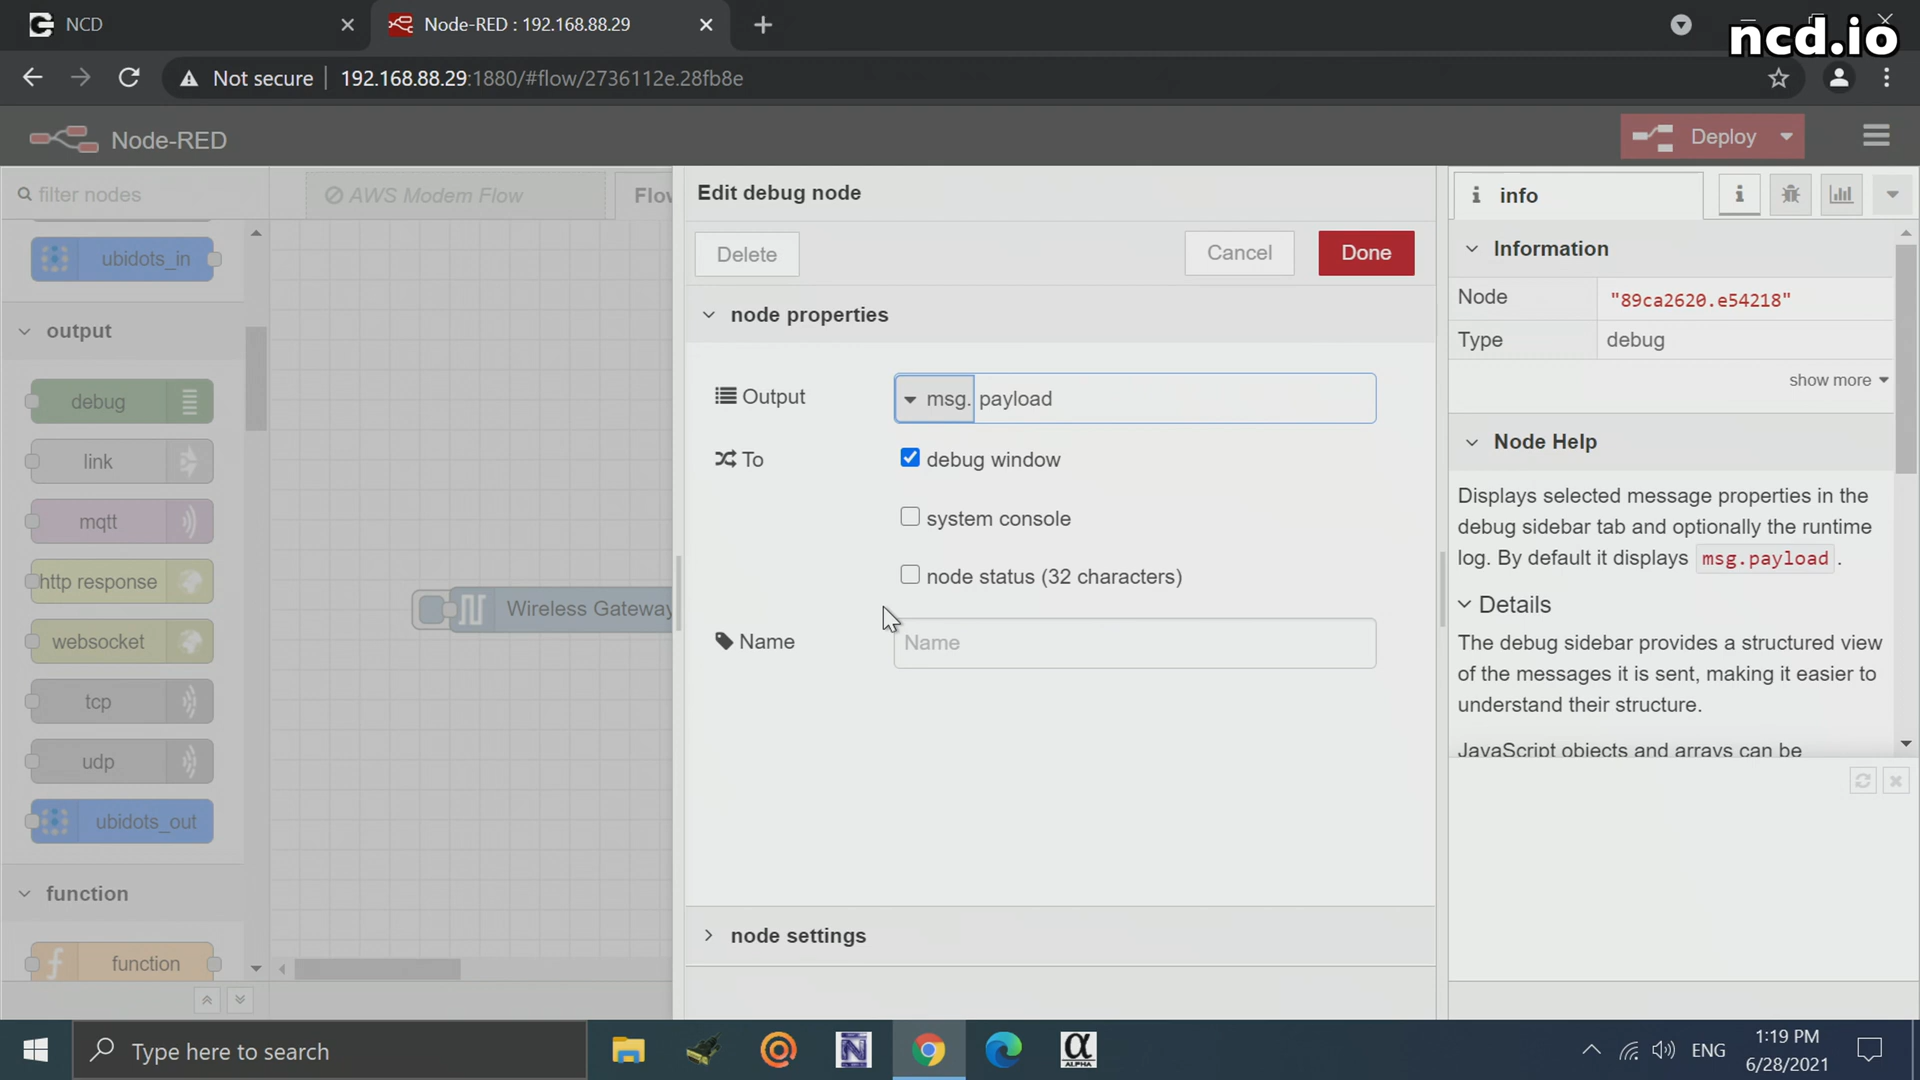 NCD
Node-RED : 192.168.88.29
ncd.io
Not secure
192.168.88.29:1880/#flow/2736112e.28fb8e
Node-RED
Deploy
filter nodes
AWS Modem Flow
Flow
Edit debug node
info
Delete
Cancel
Done
ubidots_in
Information
node properties
Node
"89ca2620.e54218"
output
Type
debug
show more
debug
Output
msg. payload
Node Help
link
To
debug window
Displays selected message properties in the
debug sidebar tab and optionally the runtime
log. By default it displays msg.payload .
mqtt
system console
http response
node status (32 characters)
Details
Wireless Gateway
The debug sidebar provides a structured view
of the messages it is sent, making it easier to
understand their structure.
websocket
Name
Name
tcp
JavaScript objects and arrays can be
udp
ubidots_out
function
node settings
function
Type here to search
N
α
ALPHA
ENG
1:19 PM
6/28/2021